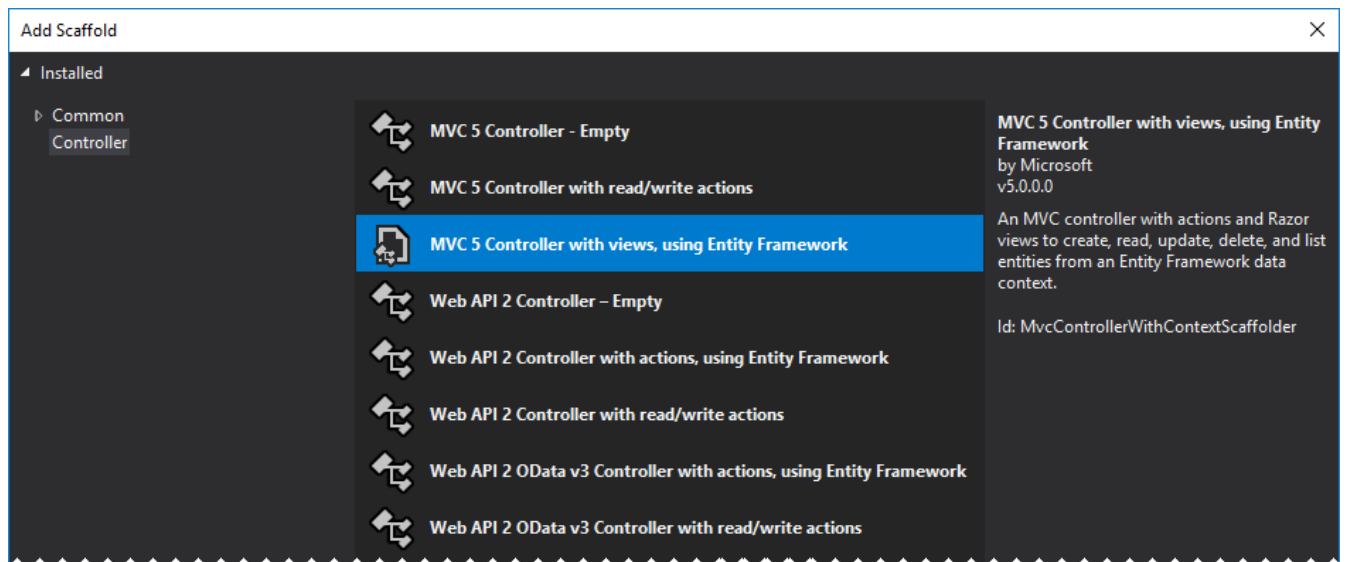 Add Scaffold
Installed
Common
Controller
MVC 5 Controller - Empty
MVC 5 Controller with read/write actions
MVC 5 Controller with views, using Entity Framework
Web API 2 Controller – Empty
Web API 2 Controller with actions, using Entity Framework
Web API 2 Controller with read/write actions
Web API 2 OData v3 Controller with actions, using Entity Framework
Web API 2 OData v3 Controller with read/write actions
MVC 5 Controller with views, using Entity
Framework
by Microsoft
v5.0.0.0
An MVC controller with actions and Razor
views to create, read, update, delete, and list
entities from an Entity Framework data
context.
Id: MvcControllerWithContextScaffolder